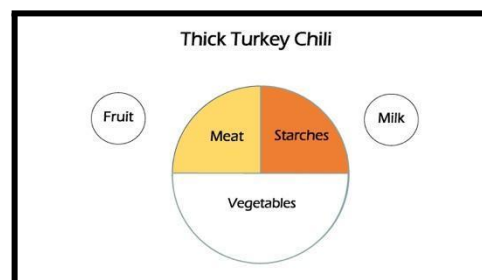 Thick Turkey Chili
Fruit
Meat
Starches
Milk
Vegetables